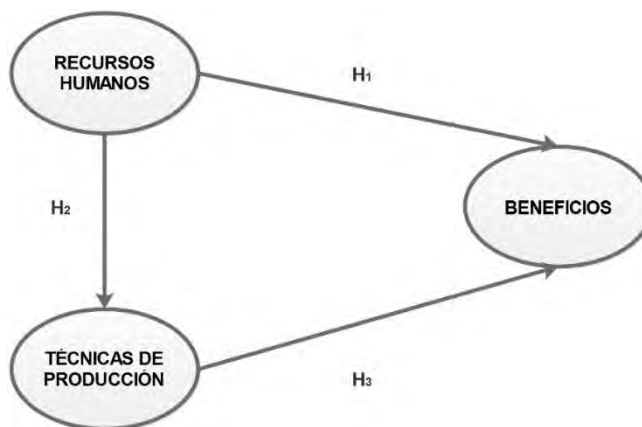 RECURSOS
HUMANOS
H₁
H₂
BENEFICIOS
TÉCNICAS DE
PRODUCCIÓN
H₃